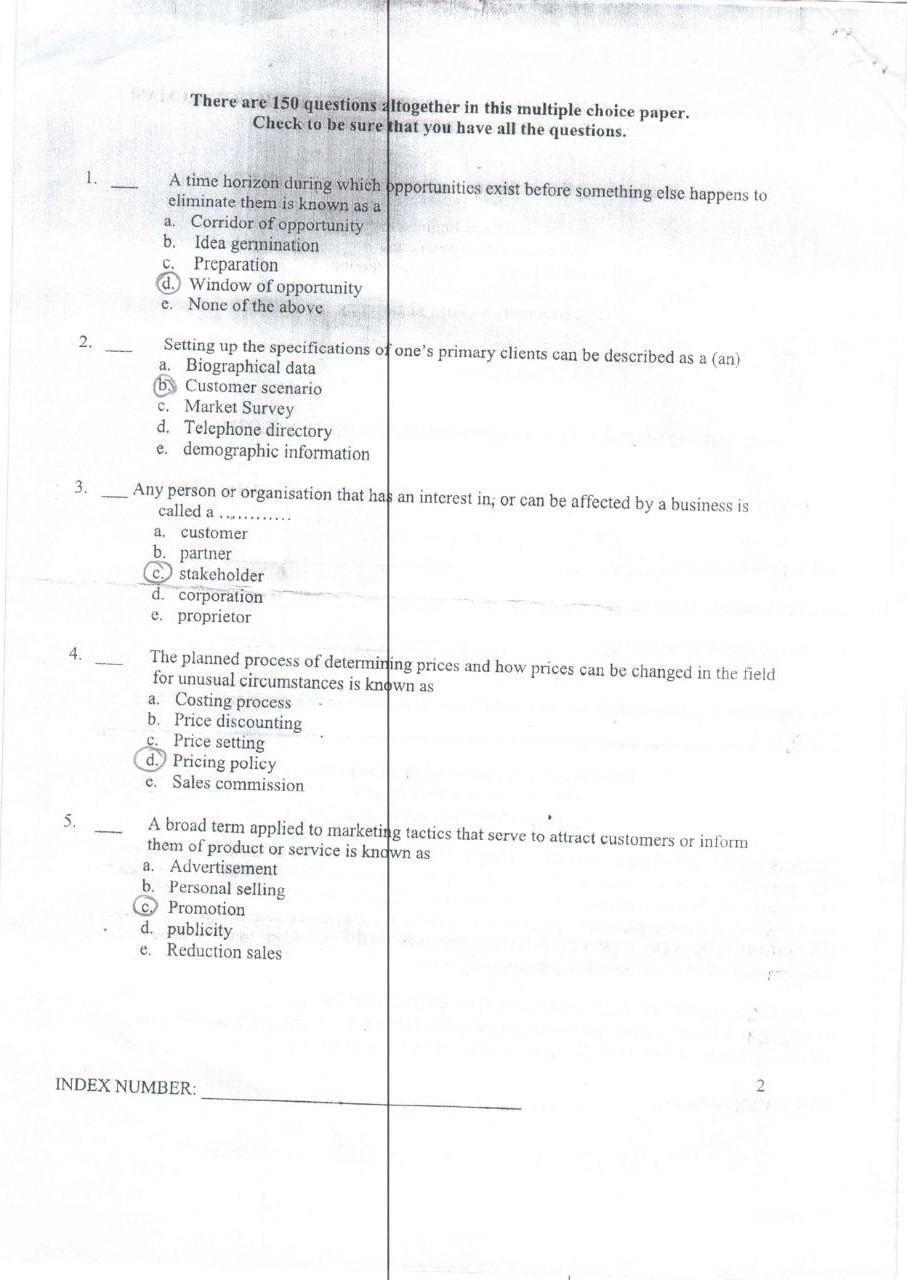 There are 150 questions altogether in this multiple choice paper.
Check to be sure that you have all the questions.
1. ___ A time horizon during which opportunities exist before something else happens to
eliminate them is known as a
a. Corridor of opportunity
b. Idea germination
c. Preparation
d. Window of opportunity
e. None of the above
2. ___ Setting up the specifications of one's primary clients can be described as a (an)
a. Biographical data
b. Customer scenario
c. Market Survey
d. Telephone directory
e. demographic information
3. ___ Any person or organisation that has an interest in, or can be affected by a business is
called a ............
a. customer
b. partner
c. stakeholder
d. corporation
e. proprietor
4. ___ The planned process of determining prices and how prices can be changed in the field
for unusual circumstances is known as
a. Costing process
b. Price discounting
c. Price setting
d. Pricing policy
e. Sales commission
5. ___ A broad term applied to marketing tactics that serve to attract customers or inform
them of product or service is known as
a. Advertisement
b. Personal selling
c. Promotion
d. publicity
e. Reduction sales
INDEX NUMBER: ____________________ 2